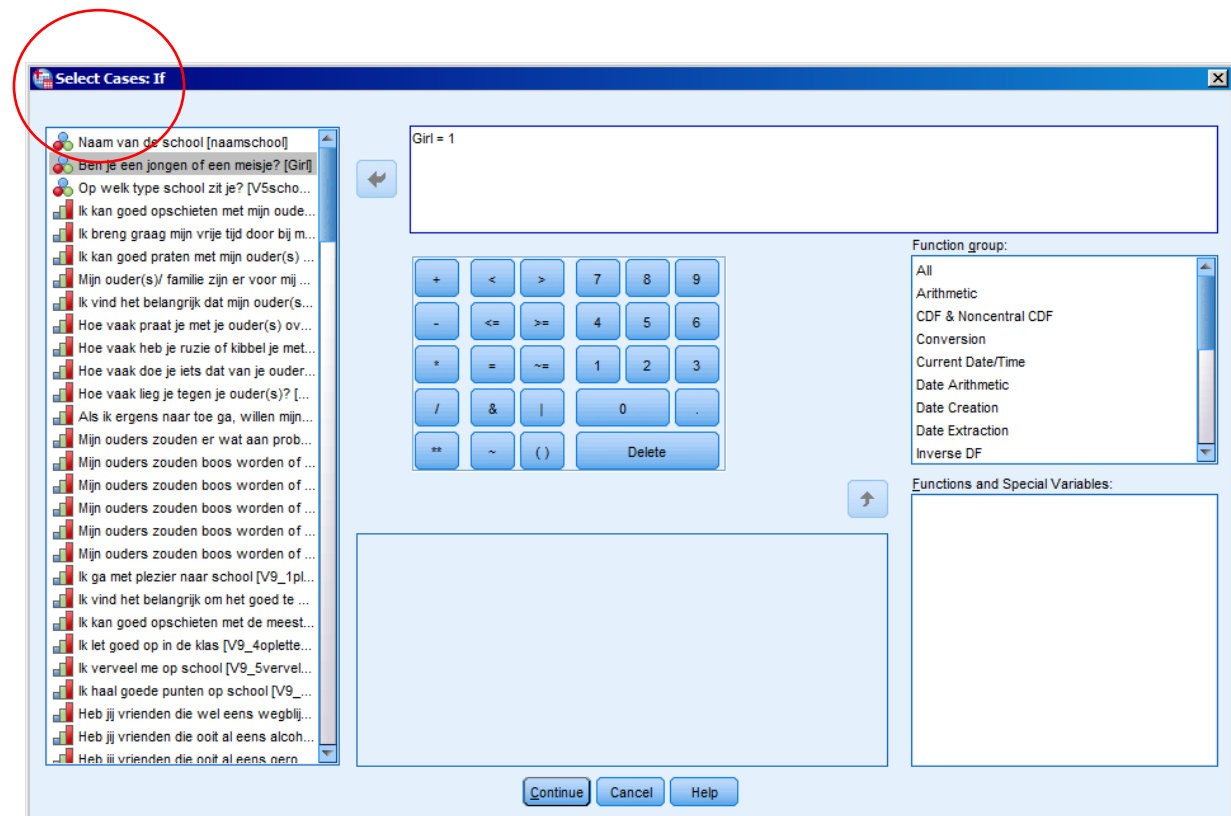 Select Cases: If
Naam van de school [naamschool]
Ben je een jongen of een meisje? [Girl]
Op welk type school zit je? [V5scho...
Ik kan goed opschieten met mijn oude...
Ik breng graag mijn vrije tijd door bij m...
Ik kan goed praten met mijn ouder(s) ...
Mijn ouder(s)/ familie zijn er voor mij ...
Ik vind het belangrijk dat mijn ouder(s...
Hoe vaak praat je met je ouder(s) ov...
Hoe vaak heb je ruzie of kibbel je met...
Hoe vaak doe je iets dat van je ouder...
Hoe vaak lieg je tegen je ouder(s)? [...
Als ik ergens naar toe ga, willen mijn...
Mijn ouders zouden er wat aan prob...
Mijn ouders zouden boos worden of ...
Mijn ouders zouden boos worden of ...
Mijn ouders zouden boos worden of ...
Mijn ouders zouden boos worden of ...
Mijn ouders zouden boos worden of ...
Ik ga met plezier naar school [V9_1pl...
Ik vind het belangrijk om het goed te ...
Ik kan goed opschieten met de meest...
Ik let goed op in de klas [V9_4oplette...
Ik verveel me op school [V9_5vervel...
Ik haal goede punten op school [V9_...
Heb jij vrienden die wel eens wegblij...
Heb jij vrienden die ooit al eens alcoh...
Heb jij vrienden die ooit al eens
Girl = 1
+ < > 7 8 9
- <= >= 4 5 6
* = ~= 1 2 3
/ & | 0 .
** ~ ( ) Delete
Function group:
All
Arithmetic
CDF & Noncentral CDF
Conversion
Current Date/Time
Date Arithmetic
Date Creation
Date Extraction
Inverse DF
Functions and Special Variables:
Continue Cancel Help